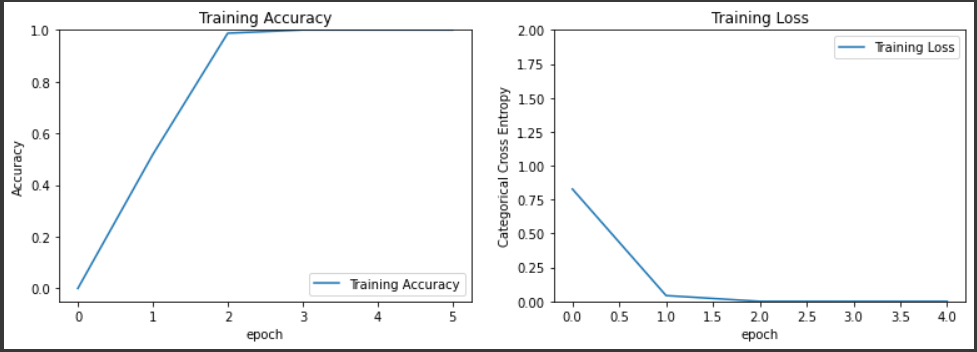 Training Accuracy
1.0
0.8
0.6
0.4
0.2
0.0
Accuracy
Training Accuracy
0 1 2 3 4 5
epoch
Training Loss
2.00
1.75
1.50
1.25
1.00
0.75
0.50
0.25
0.00
Categorical Cross Entropy
Training Loss
0.0 0.5 1.0 1.5 2.0 2.5 3.0 3.5 4.0
epoch